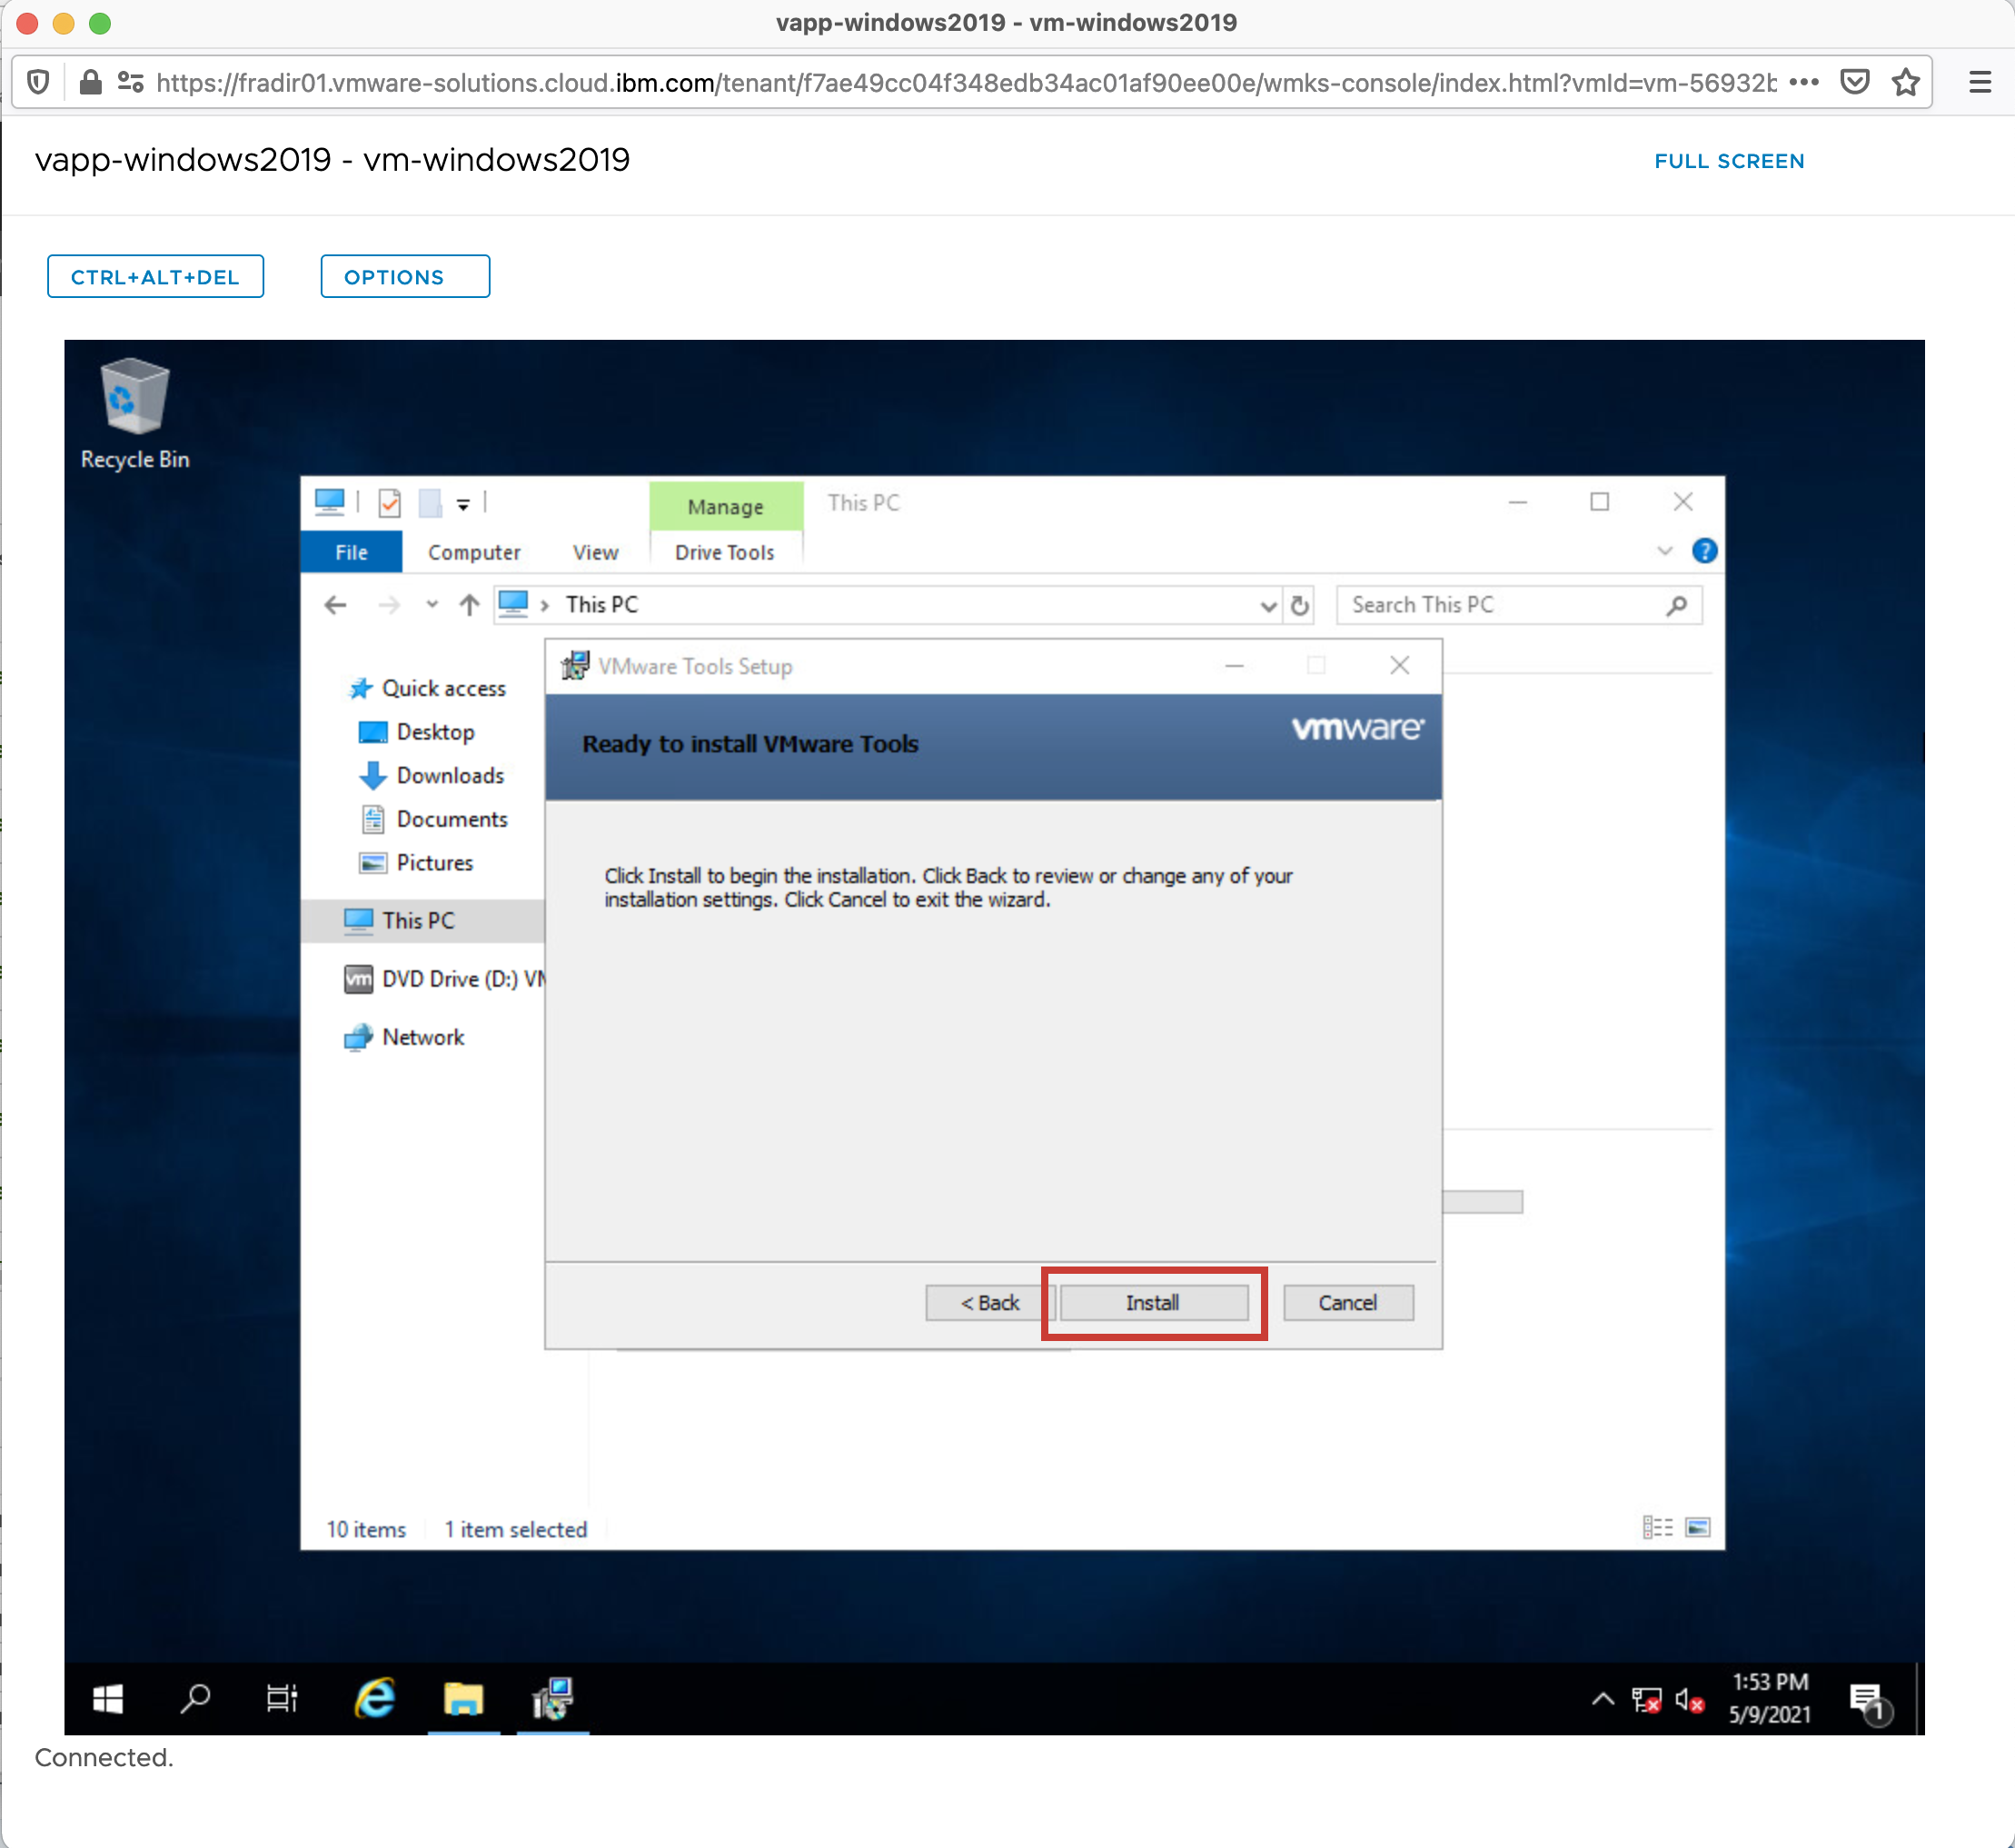 vapp-windows2019 - vm-windows2019
https://fradir01.vmware-solutions.cloud.ibm.com/tenant/f7ae49cc04f348edb34ac01af90ee00e/wmks-console/index.html?vmId=vm-56932b
vapp-windows2019 - vm-windows2019
FULL SCREEN
CTRL+ALT+DEL
OPTIONS
Recycle Bin
Manage
This PC
File
Computer
View
Drive Tools
This PC
Search This PC
Quick access
Desktop
Downloads
Documents
Pictures
This PC
DVD Drive (D:) VM
Network
VMware Tools Setup
Ready to install VMware Tools
vmware
Click Install to begin the installation. Click Back to review or change any of your
installation settings. Click Cancel to exit the wizard.
< Back
Install
Cancel
10 items
1 item selected
1:53 PM
5/9/2021
1
Connected.